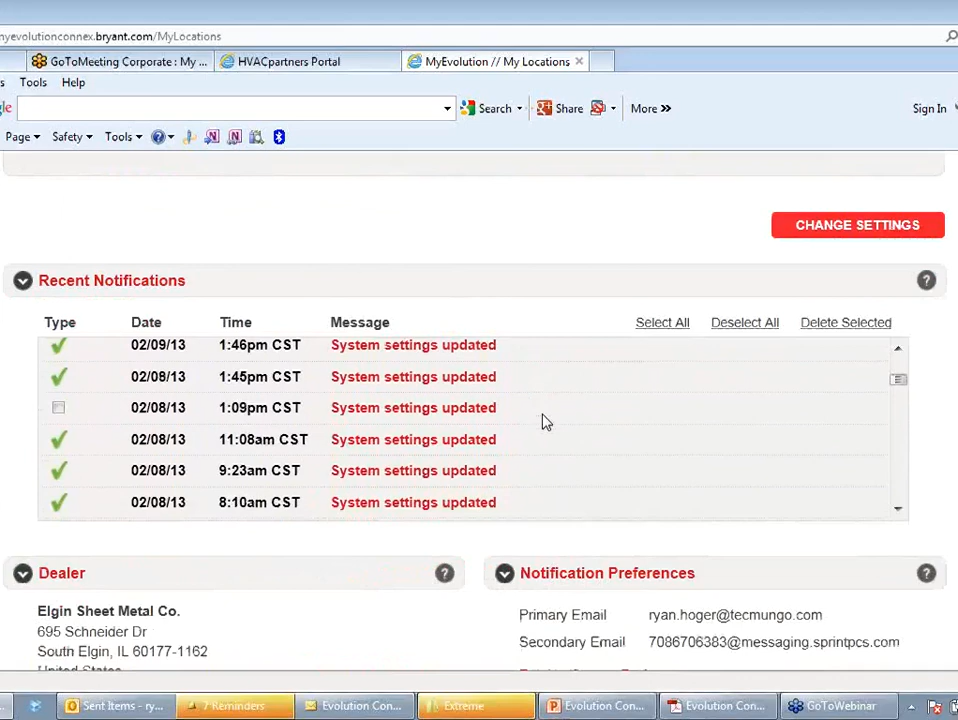 nyevolutionconnex.bryant.com/MyLocations
GoToMeeting Corporate : My ... HVACpartners Portal MyEvolution // My Locations
s Tools Help
gle Search Share More » Sign In
Page Safety Tools
CHANGE SETTINGS
Recent Notifications ?
Type Date Time Message Select All Deselect All Delete Selected
02/09/13 1:46pm CST System settings updated
02/08/13 1:45pm CST System settings updated
02/08/13 1:09pm CST System settings updated
02/08/13 11:08am CST System settings updated
02/08/13 9:23am CST System settings updated
02/08/13 8:10am CST System settings updated
Dealer ? Notification Preferences ?
Elgin Sheet Metal Co. Primary Email ryan.hoger@tecmungo.com
695 Schneider Dr Secondary Email 7086706383@messaging.sprintpcs.com
South Elgin, IL 60177-1162
United States
Sent Items - ry... 7 Reminders Evolution Con... Extreme Evolution Con... Evolution Con... GoToWebinar